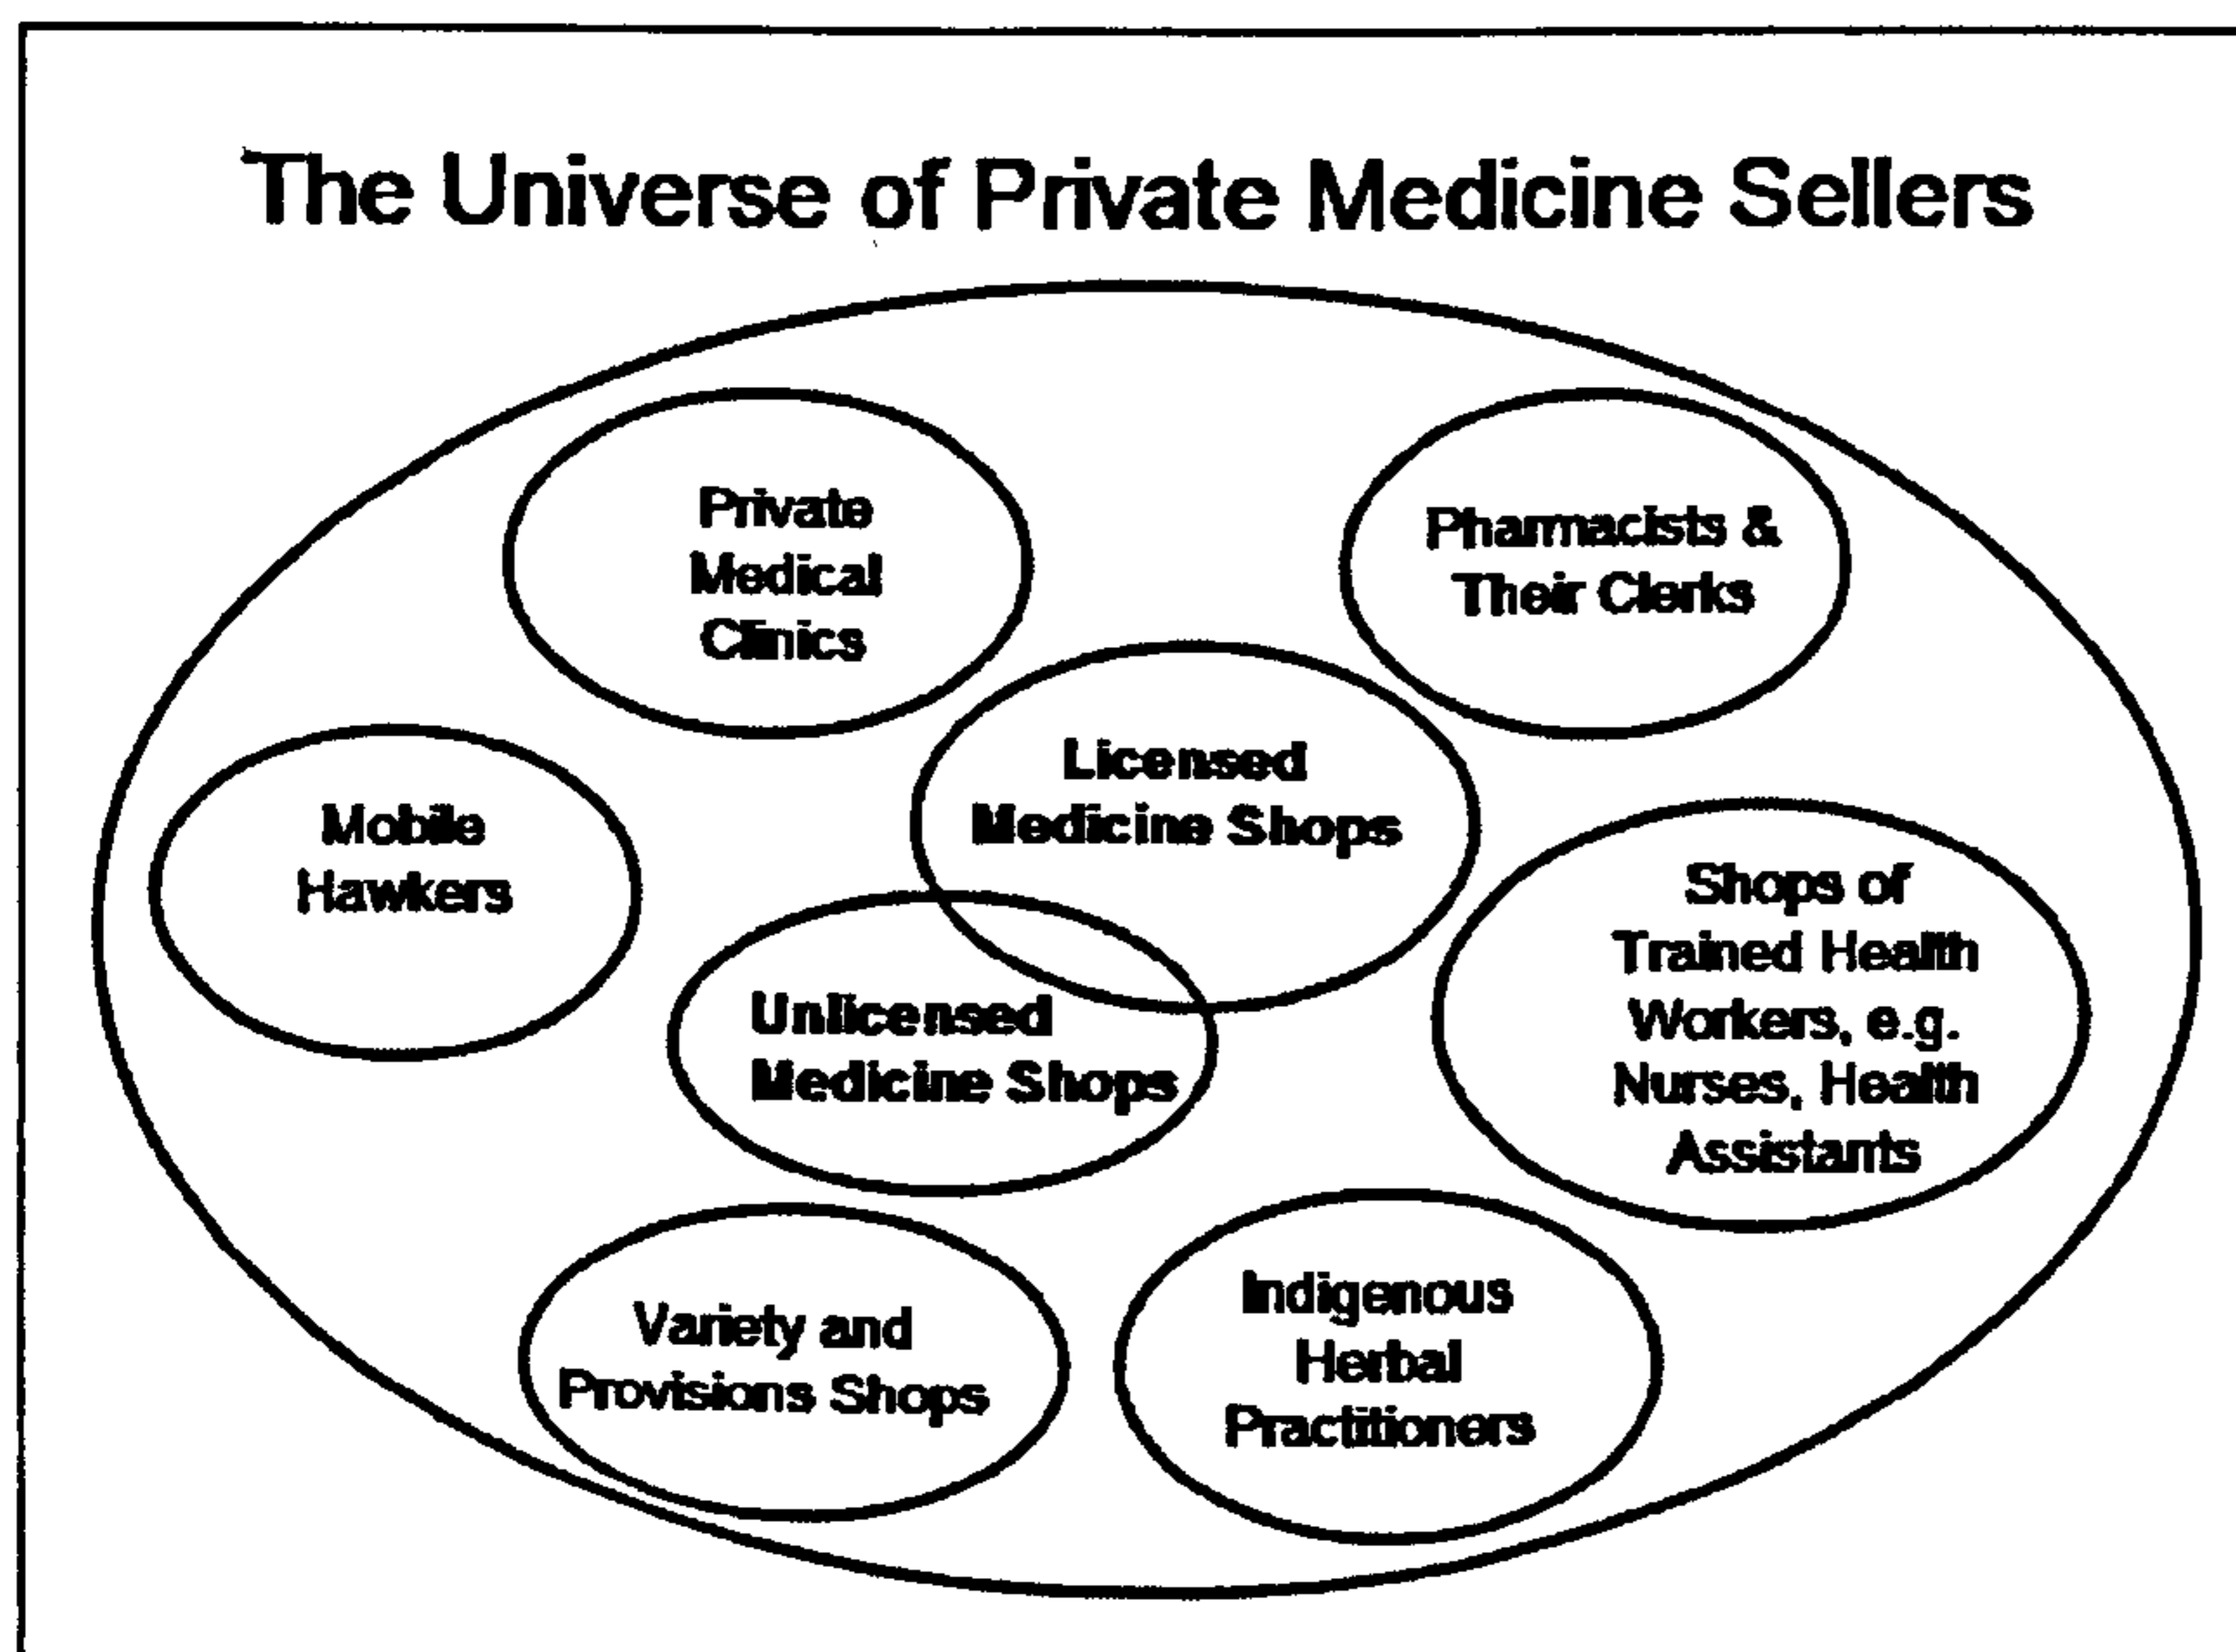 The Universe of Private Medicine Sellers
Private
Medical
Clinics
Pharmacists &
Their Clerks
Licensed
Medicine Shops
Mobile
Hawkers
Shops of
Trained Health
Workers, e.g.
Nurses, Health
Assistants
Unlicensed
Medicine Shops
Variety and
Provisions Shops
Indigenous
Herbal
Practitioners